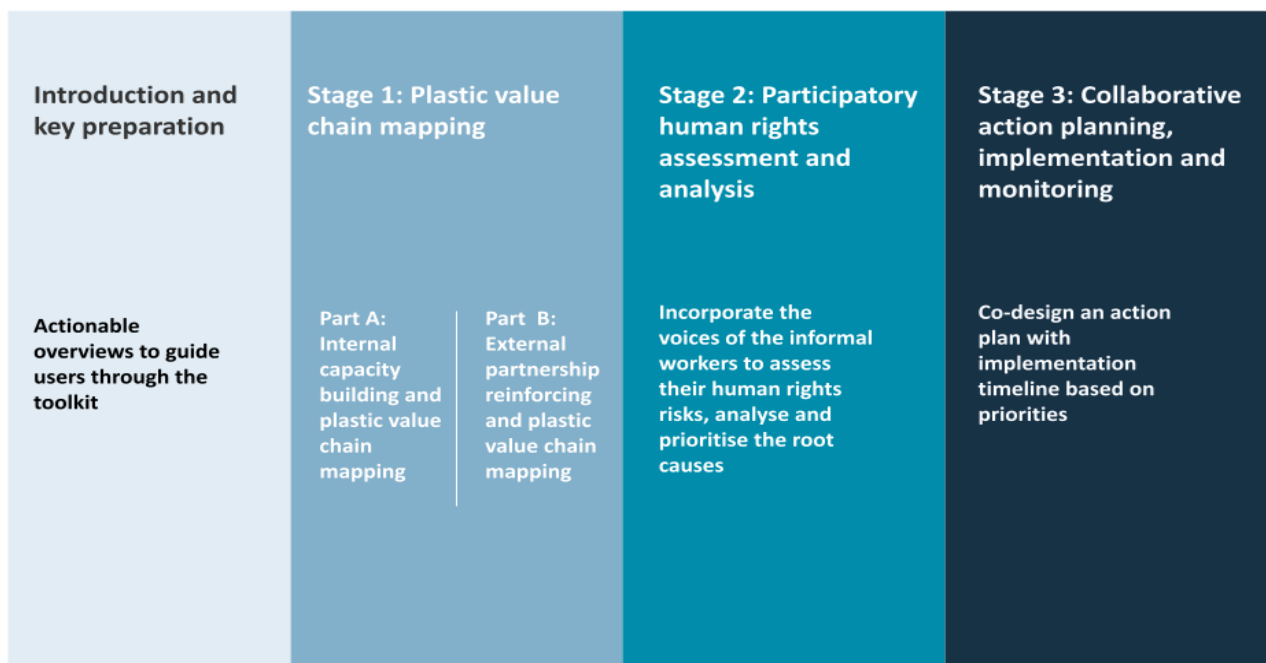 Introduction and
key preparation
Actionable
overviews to guide
users through the
toolkit
Stage 1: Plastic value
chain mapping
Part A:
Internal
capacity
building and
plastic value
chain
mapping
Part B:
External
partnership
reinforcing
and plastic
value chain
mapping
Stage 2: Participatory
human rights
assessment and
analysis
Incorporate the
voices of the informal
workers to assess
their human rights
risks, analyse and
prioritise the root
causes
Stage 3: Collaborative
action planning,
implementation and
monitoring
Co-design an action
plan with
implementation
timeline based on
priorities